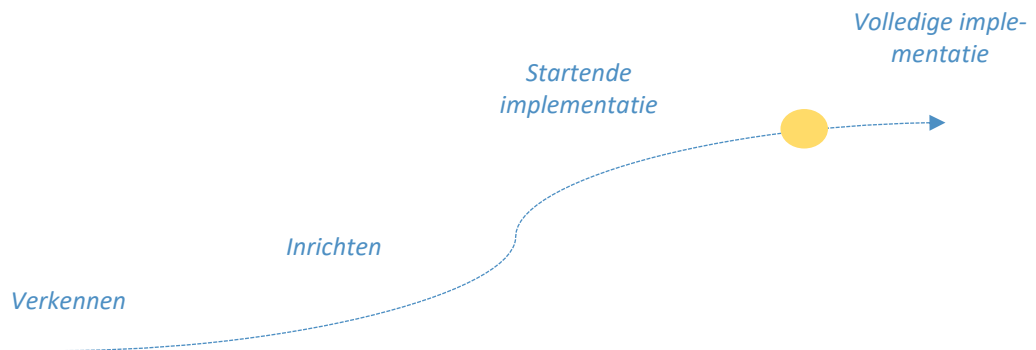 Volledige imple-
mentatie
Startende
implementatie
Inrichten
Verkennen